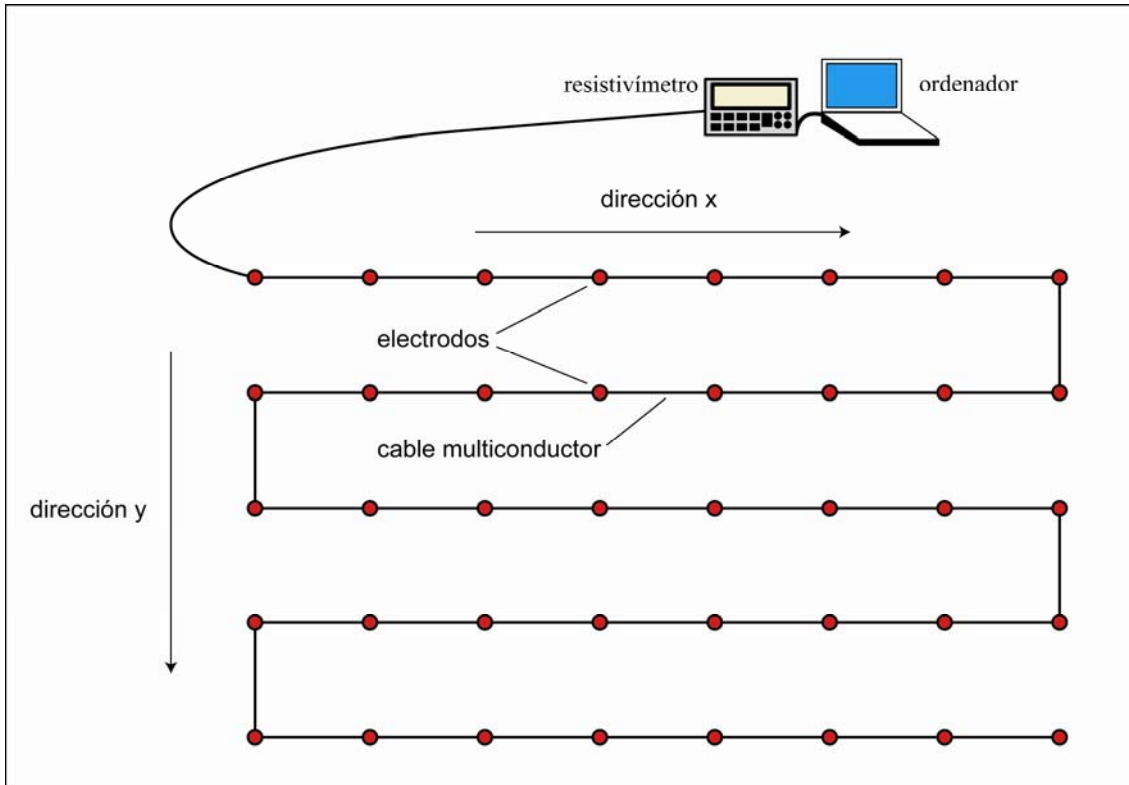 resistivímetro
ordenador
dirección x
electrodos
cable multiconductor
dirección y